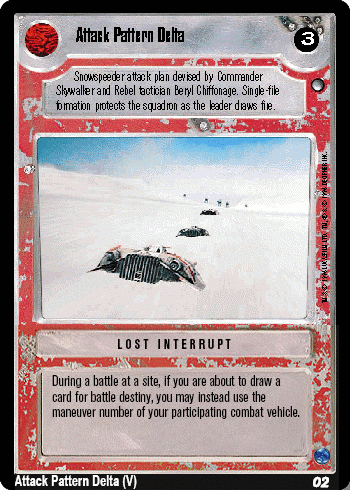 Attack Pattern Delta
3
Snowspeeder attack plan devised by Commander
Skywalker and Rebel tactician Beryl Chiffonage. Single-file
formation protects the squadron as the leader draws fire.
LOST INTERRUPT
During a battle at a site, if you are about to draw a
card for battle destiny, you may instead use the
maneuver number of your participating combat vehicle.
Attack Pattern Delta (V)
02